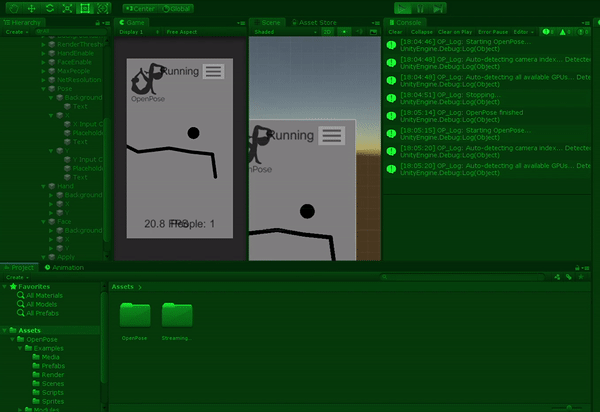 Center
Global
Hierarchy
Create
RenderThresho
HandEnable
FaceEnable
MaxPeople
NetResolution
Pose
Background
Text
X
X Input C
Placehold
Text
Y
Y Input C
Placehold
Text
Hand
Background
X
Y
Face
Background
X
Y
Apply
Game
Display 1
Free Aspect
Running
OpenPose
20.8 FPS
People: 1
Scene
Asset Store
Shaded
2D
Running
nPose
Console
Clear
Collapse
Clear on Play
Error Pause
Editor
[18:04:46] OP_Log: Starting OpenPose...
UnityEngine.Debug:Log(Object)
[18:04:48] OP_Log: Auto-detecting camera index... Detected
UnityEngine.Debug:Log(Object)
[18:04:48] OP_Log: Auto-detecting all available GPUs... Detec
UnityEngine.Debug:Log(Object)
[18:04:51] OP_Log: Stopping...
UnityEngine.Debug:Log(Object)
[18:05:14] OP_Log: OpenPose finished
UnityEngine.Debug:Log(Object)
[18:05:15] OP_Log: Starting OpenPose...
UnityEngine.Debug:Log(Object)
[18:05:20] OP_Log: Auto-detecting camera index... Detected
UnityEngine.Debug:Log(Object)
[18:05:20] OP_Log: Auto-detecting all available GPUs... Detec
UnityEngine.Debug:Log(Object)
Project
Animation
Create
Favorites
All Materials
All Models
All Prefabs
Assets
OpenPose
Examples
Media
Prefabs
Render
Scenes
Scripts
Sprites
Modules
Assets
OpenPose
Streaming...